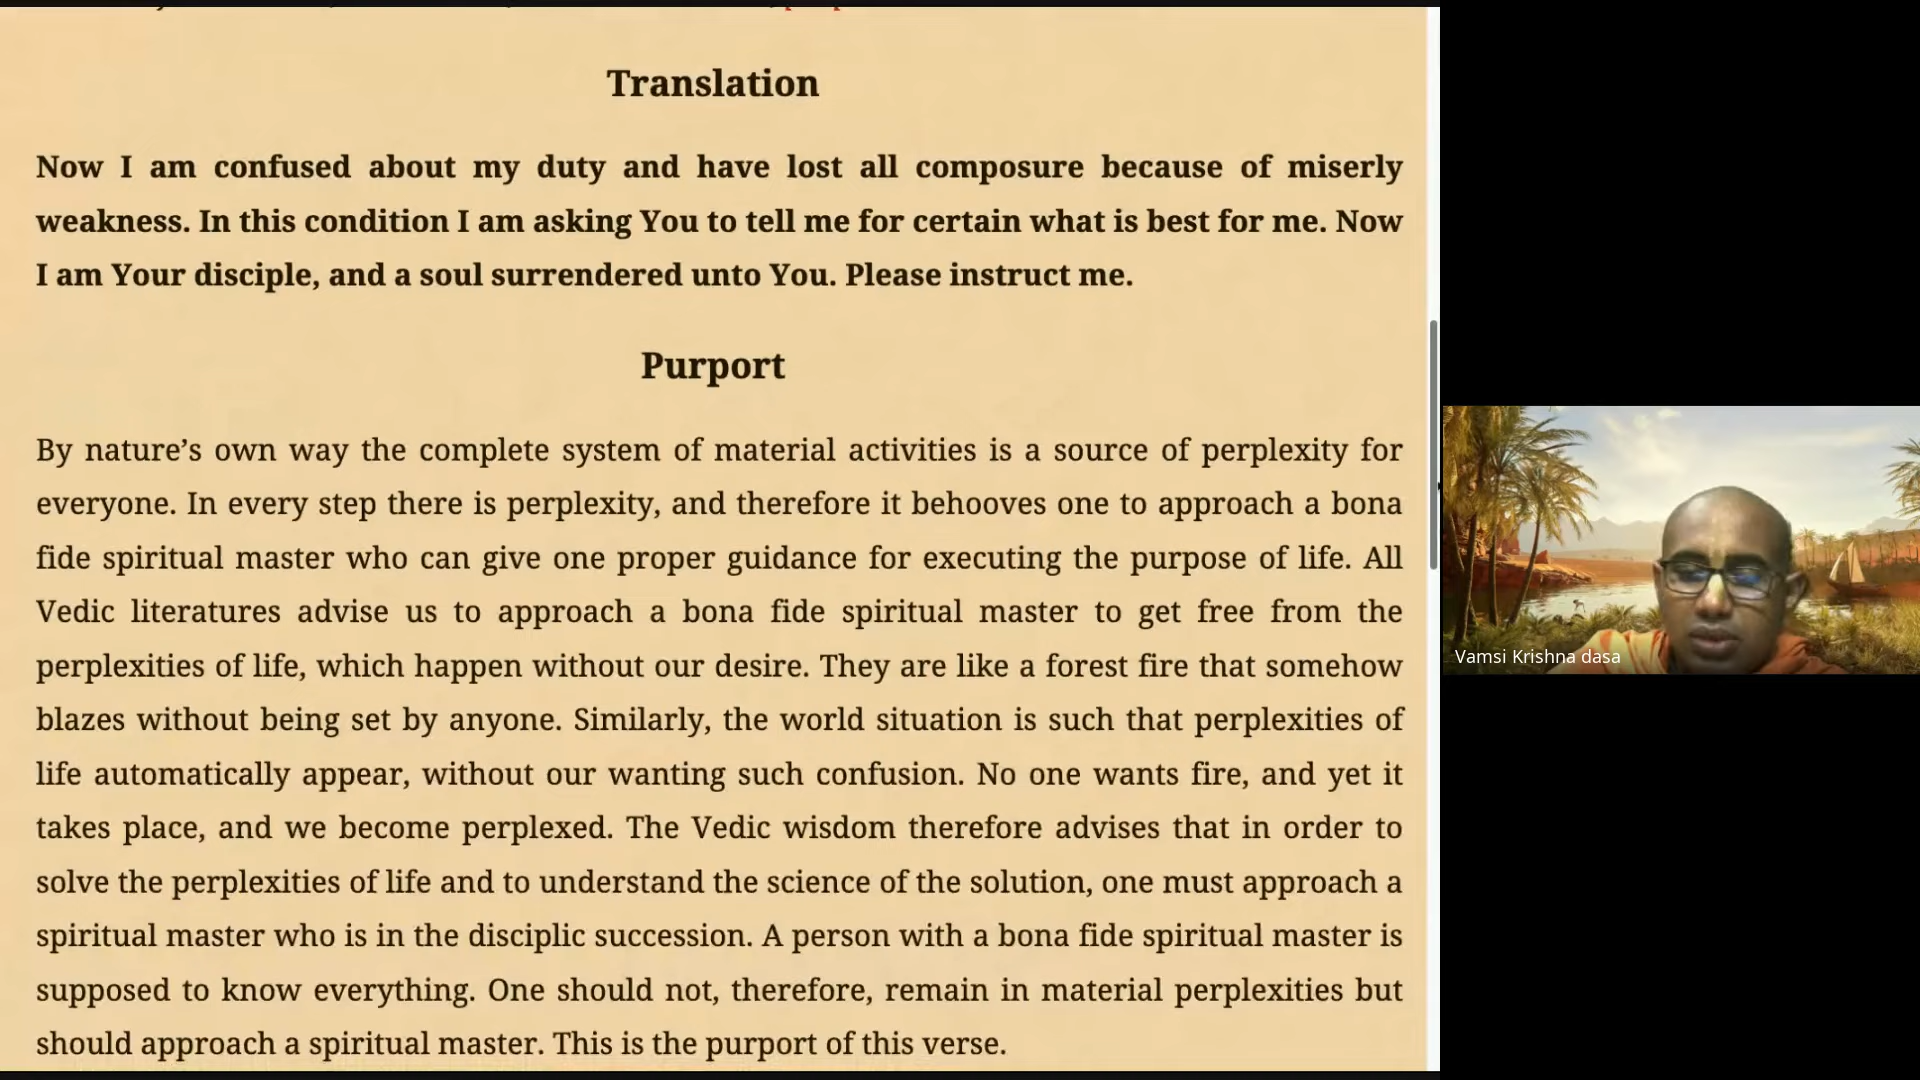 Translation
Now I am confused about my duty and have lost all composure because of miserly
weakness. In this condition I am asking You to tell me for certain what is best for me. Now
I am Your disciple, and a soul surrendered unto You. Please instruct me.
Purport
By nature’s own way the complete system of material activities is a source of perplexity for
everyone. In every step there is perplexity, and therefore it behooves one to approach a bona
fide spiritual master who can give one proper guidance for executing the purpose of life. All
Vedic literatures advise us to approach a bona fide spiritual master to get free from the
perplexities of life, which happen without our desire. They are like a forest fire that somehow
blazes without being set by anyone. Similarly, the world situation is such that perplexities of
life automatically appear, without our wanting such confusion. No one wants fire, and yet it
takes place, and we become perplexed. The Vedic wisdom therefore advises that in order to
solve the perplexities of life and to understand the science of the solution, one must approach a
spiritual master who is in the disciplic succession. A person with a bona fide spiritual master is
supposed to know everything. One should not, therefore, remain in material perplexities but
should approach a spiritual master. This is the purport of this verse.
Vamsi Krishna dasa